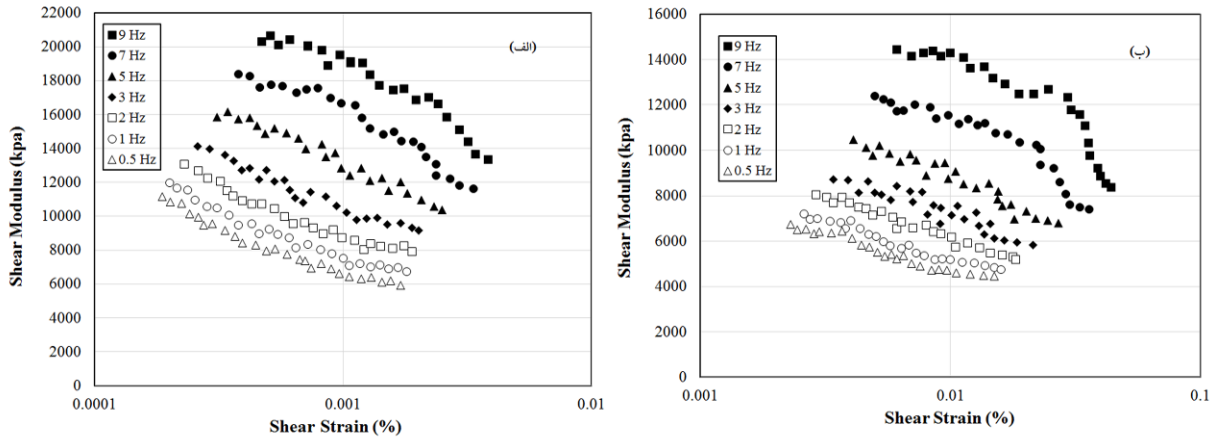 22000
20000
18000
16000
14000
12000
10000
8000
6000
4000
2000
0
Shear Modulus (kpa)
9 Hz
7 Hz
5 Hz
3 Hz
2 Hz
1 Hz
0.5 Hz
(الف)
0.0001
0.001
0.01
Shear Strain (%)
16000
14000
12000
10000
8000
6000
4000
2000
0
Shear Modulus (kpa)
9 Hz
7 Hz
5 Hz
3 Hz
2 Hz
1 Hz
0.5 Hz
(ب)
0.001
0.01
0.1
Shear Strain (%)